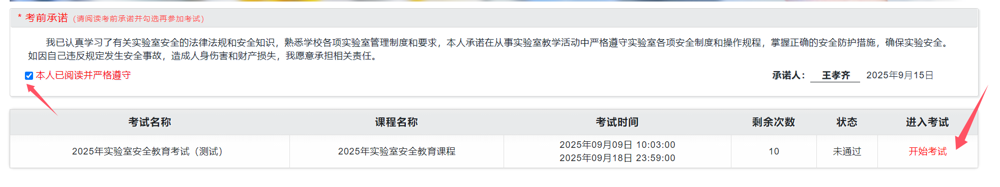 * 考前承诺（请阅读考前承诺并勾选再参加考试）
我已认真学习了有关实验室安全的法律法规和安全知识，熟悉学校各项实验室管理制度和要求，本人承诺在从事实验室教学活动中严格遵守实验室各项安全制度和操作规程，掌握正确的安全防护措施，确保实验安全。
如因自己违反规定发生安全事故，造成人身伤害和财产损失，我愿意承担相关责任。
本人已阅读并严格遵守 承诺人： 王孝齐 2025年9月15日
考试名称 课程名称 考试时间 剩余次数 状态 进入考试
2025年实验室安全教育考试（测试） 2025年实验室安全教育课程 2025年09月09日 10:03:00 10 未通过 开始考试
2025年09月18日 23:59:00